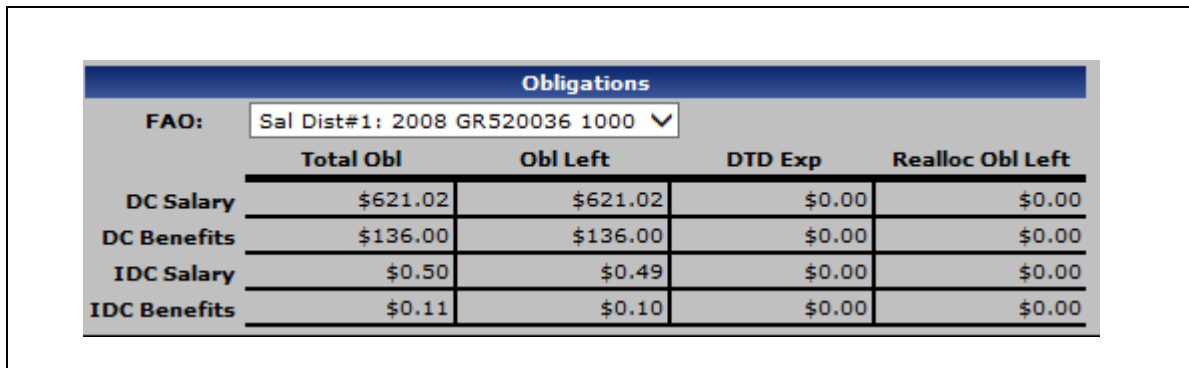 Obligations
FAO: Sal Dist#1: 2008 GR520036 1000
Total Obl Obl Left DTD Exp Realloc Obl Left
DC Salary $621.02 $621.02 $0.00 $0.00
DC Benefits $136.00 $136.00 $0.00 $0.00
IDC Salary $0.50 $0.49 $0.00 $0.00
IDC Benefits $0.11 $0.10 $0.00 $0.00